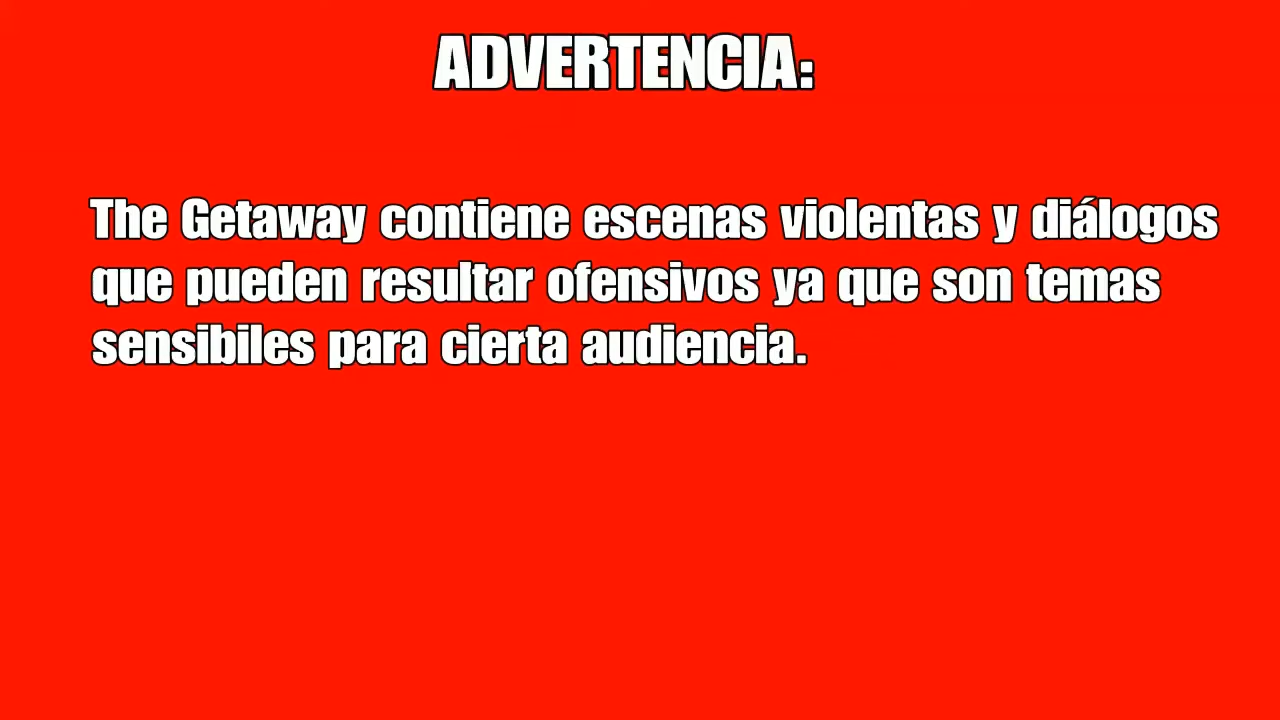 ADVERTENCIA:
The Getaway contiene escenas violentas y diálogos
que pueden resultar ofensivos ya que son temas
sensibiles para cierta audiencia.